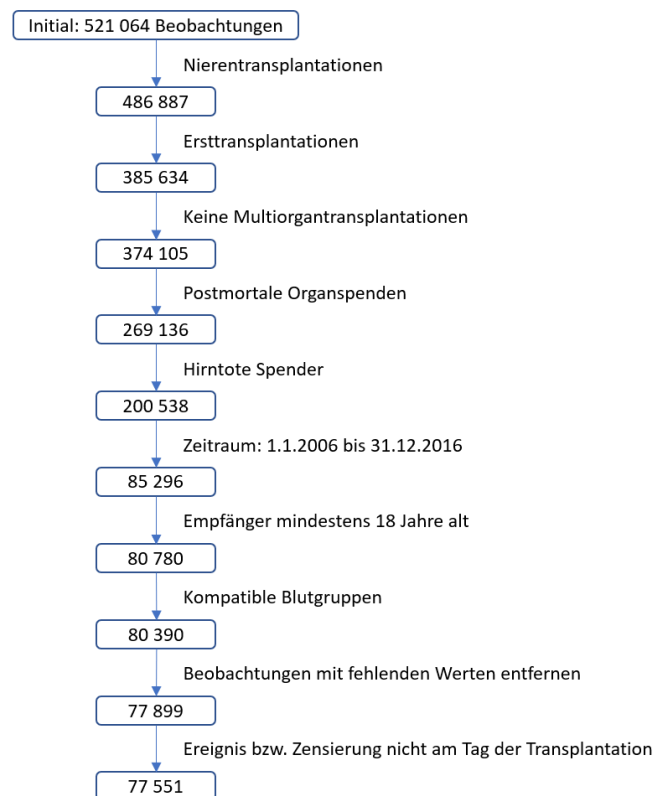 Initial: 521 064 Beobachtungen
Nierentransplantationen
486 887
Ersttransplantationen
385 634
Keine Multiorgantransplantationen
374 105
Postmortale Organspenden
269 136
Hirntote Spender
200 538
Zeitraum: 1.1.2006 bis 31.12.2016
85 296
Empfänger mindestens 18 Jahre alt
80 780
Kompatible Blutgruppen
80 390
Beobachtungen mit fehlenden Werten entfernen
77 899
Ereignis bzw. Zensierung nicht am Tag der Transplantation
77 551